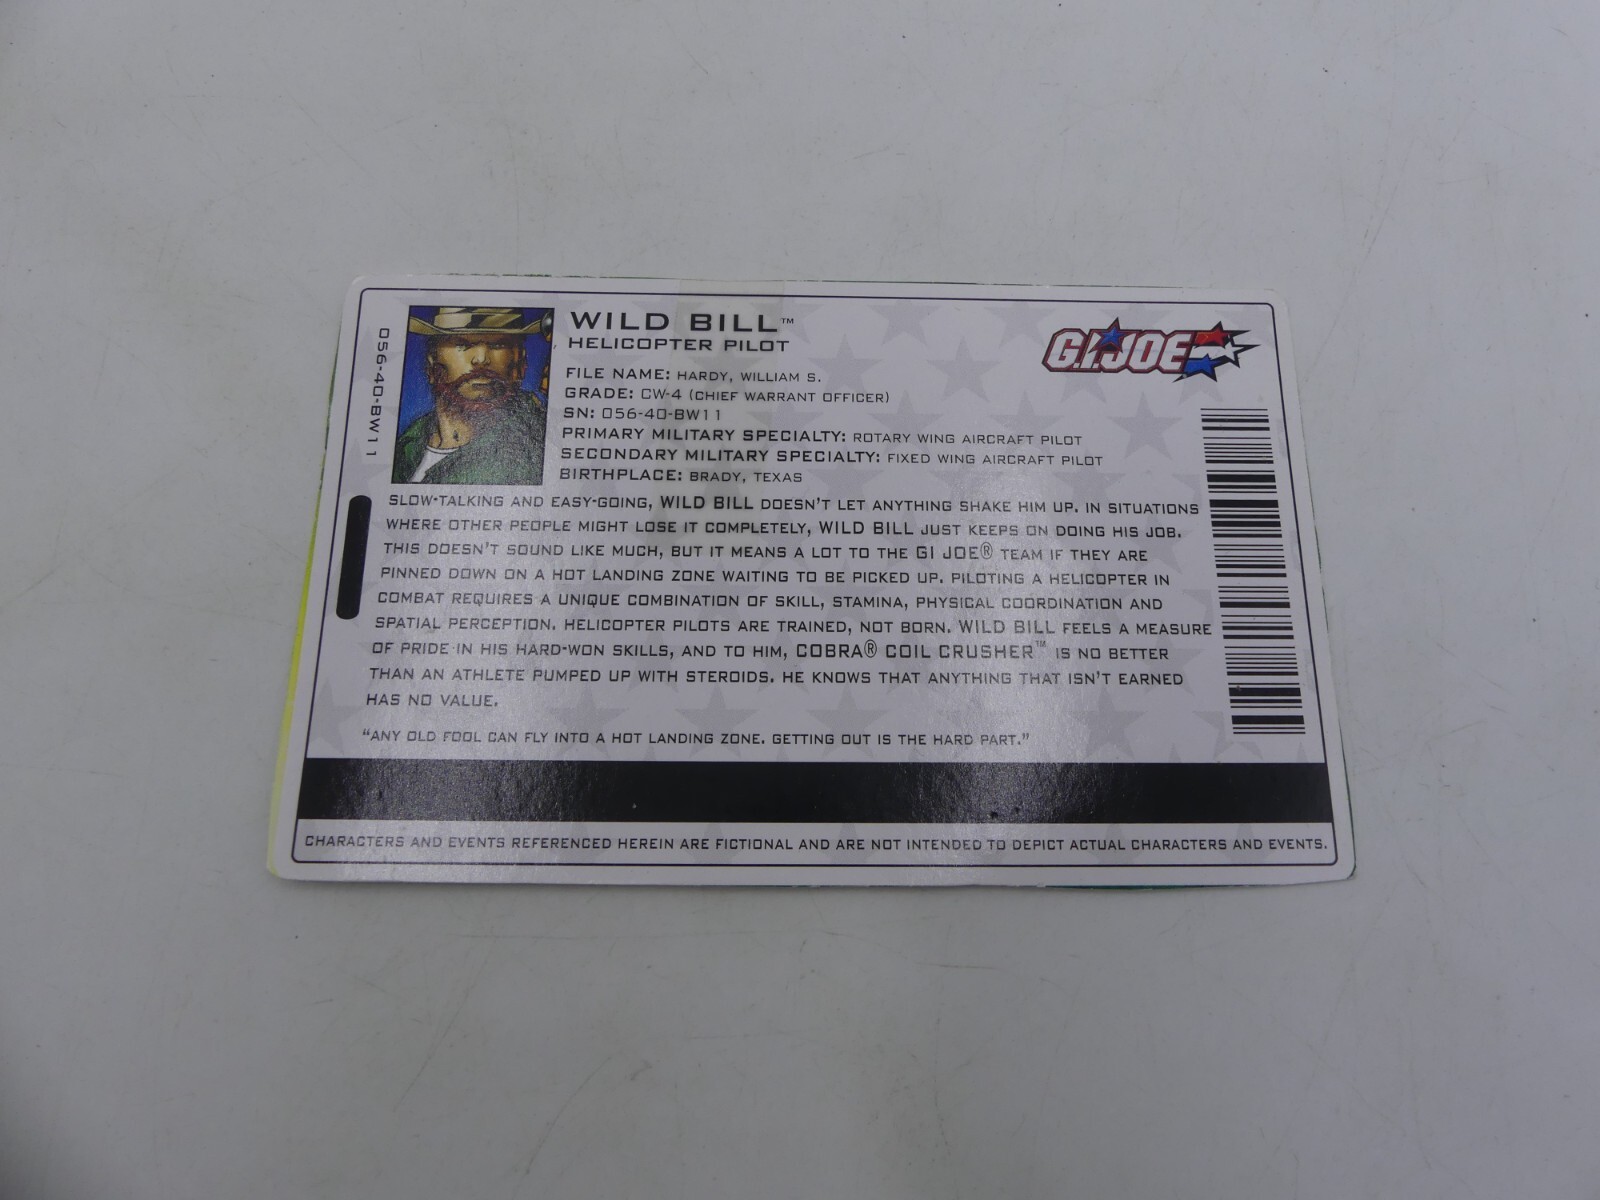 WILD BILL™
HELICOPTER PILOT
G.I. JOE
FILE NAME: HARDY, WILLIAM S.
GRADE: CW-4 (CHIEF WARRANT OFFICER)
SN: 056-40-BW11
PRIMARY MILITARY SPECIALTY: ROTARY WING AIRCRAFT PILOT
SECONDARY MILITARY SPECIALTY: FIXED WING AIRCRAFT PILOT
BIRTHPLACE: BRADY, TEXAS
056-40-BW11
SLOW-TALKING AND EASY-GOING, WILD BILL DOESN'T LET ANYTHING SHAKE HIM UP. IN SITUATIONS
WHERE OTHER PEOPLE MIGHT LOSE IT COMPLETELY, WILD BILL JUST KEEPS ON DOING HIS JOB.
THIS DOESN'T SOUND LIKE MUCH, BUT IT MEANS A LOT TO THE GI JOE® TEAM IF THEY ARE
PINNED DOWN ON A HOT LANDING ZONE WAITING TO BE PICKED UP. PILOTING A HELICOPTER IN
COMBAT REQUIRES A UNIQUE COMBINATION OF SKILL, STAMINA, PHYSICAL COORDINATION AND
SPATIAL PERCEPTION. HELICOPTER PILOTS ARE TRAINED, NOT BORN. WILD BILL FEELS A MEASURE
OF PRIDE IN HIS HARD-WON SKILLS, AND TO HIM, COBRA® COIL CRUSHER™ IS NO BETTER
THAN AN ATHLETE PUMPED UP WITH STEROIDS. HE KNOWS THAT ANYTHING THAT ISN'T EARNED
HAS NO VALUE.
"ANY OLD FOOL CAN FLY INTO A HOT LANDING ZONE. GETTING OUT IS THE HARD PART."
CHARACTERS AND EVENTS REFERENCED HEREIN ARE FICTIONAL AND ARE NOT INTENDED TO DEPICT ACTUAL CHARACTERS AND EVENTS.